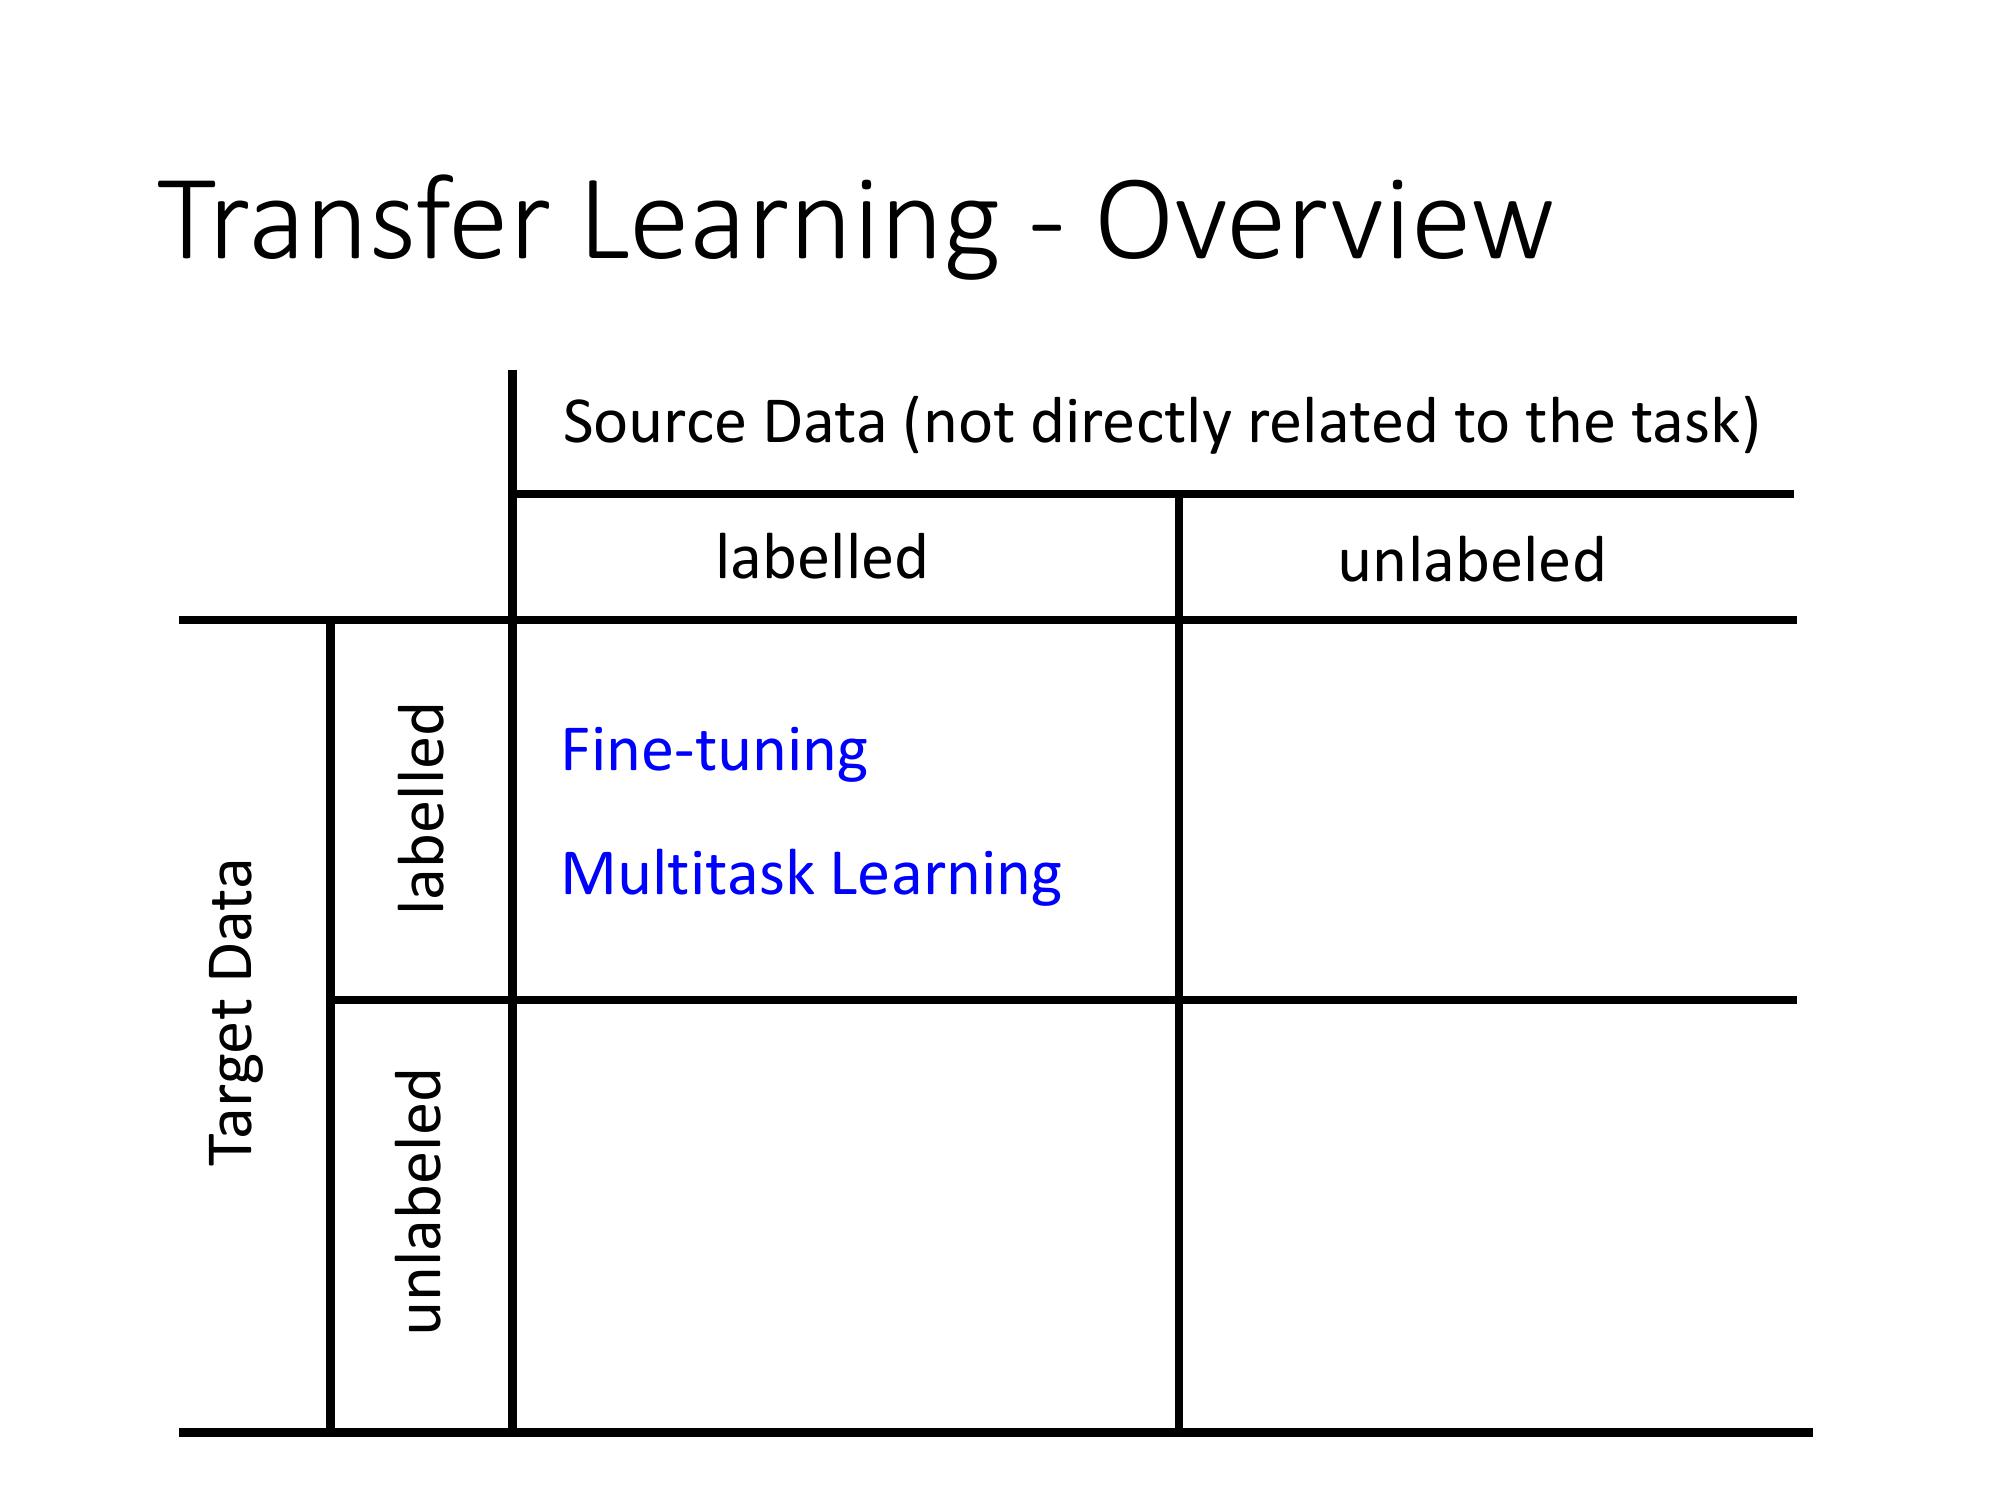 Transfer Learning - Overview
Source Data (not directly related to the task)
labelled
unlabeled
Target Data
labelled
Fine-tuning
Multitask Learning
unlabeled